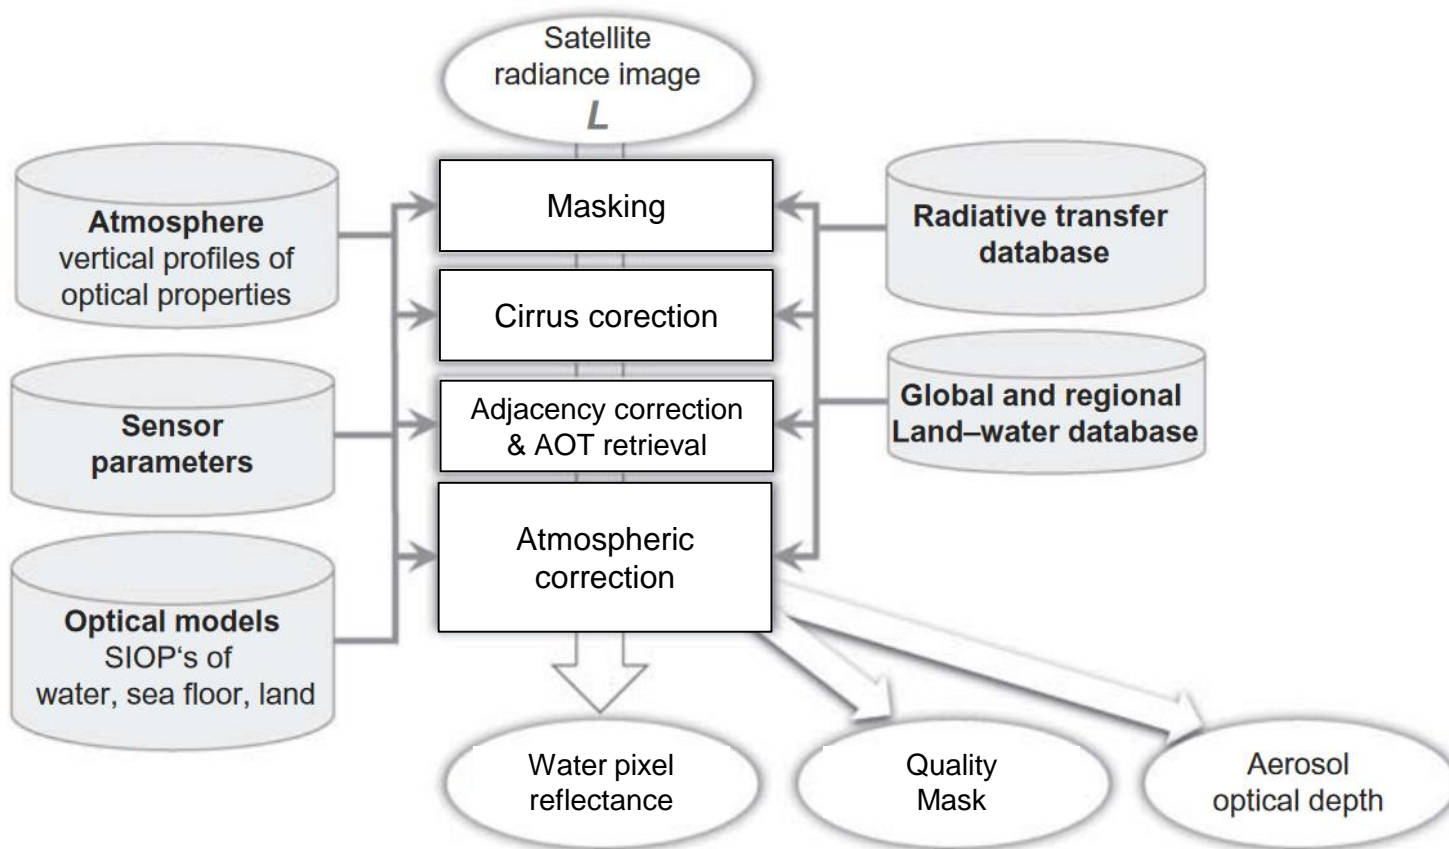 Satellite
radiance image
L
Masking
Cirrus corection
Adjacency correction
& AOT retrieval
Atmospheric
correction
Atmosphere
vertical profiles of
optical properties
Sensor
parameters
Optical models
SIOP‘s of
water, sea floor, land
Radiative transfer
database
Global and regional
Land–water database
Water pixel
reflectance
Quality
Mask
Aerosol
optical depth